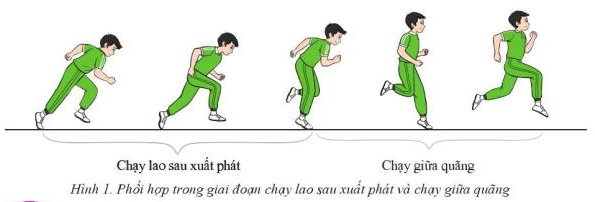 Chạy lao sau xuất phát
Chạy giữa quãng
Hình 1. Phối hợp trong giai đoạn chạy lao sau xuất phát và chạy giữa quãng